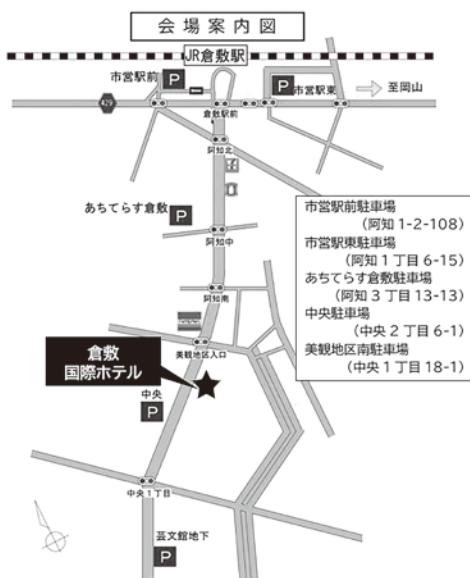 会場案内図
JR倉敷駅
市営駅前
P
P
市営駅東
至岡山
429
倉敷駅前
阿知北
あちてらす倉敷
P
阿知中
市営駅前駐車場
(阿知1-2-108)
市営駅東駐車場
(阿知1丁目6-15)
あちてらす倉敷駐車場
(阿知3丁目13-13)
中央駐車場
(中央2丁目6-1)
美観地区南駐車場
(中央1丁目18-1)
阿知南
美観地区入口
倉敷
国際ホテル
中央
P
中央1丁目
芸文館地下
P